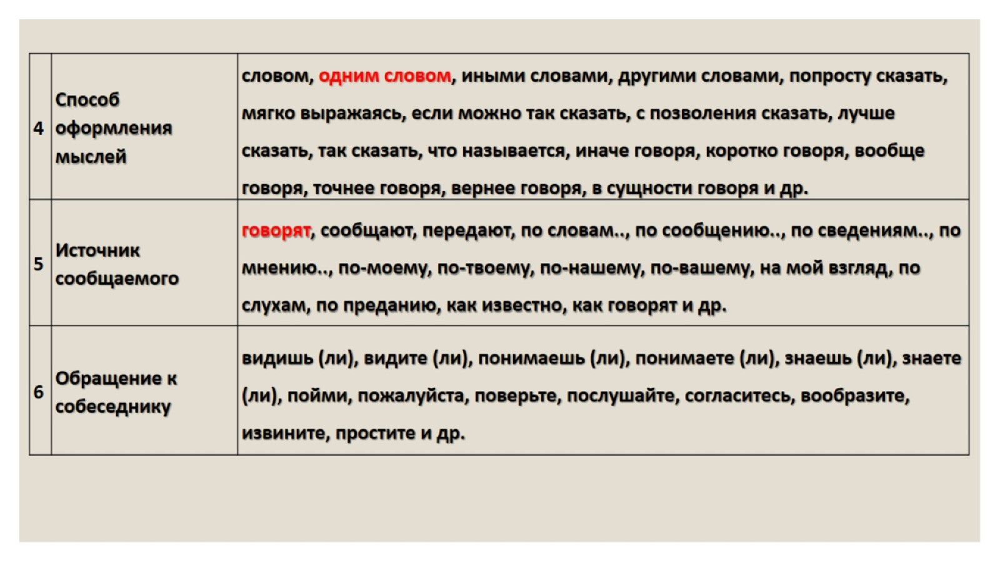 4
Способ
оформления
мыслей
словом, одним словом, иными словами, другими словами, попросту сказать,
мягко выражаясь, если можно так сказать, с позволения сказать, лучше
сказать, так сказать, что называется, иначе говоря, коротко говоря, вообще
говоря, точнее говоря, вернее говоря, в сущности говоря и др.
5
Источник
сообщаемого
говорят, сообщают, передают, по словам.., по сообщению.., по сведениям.., по
мнению.., по-моему, по-твоему, по-нашему, по-вашему, на мой взгляд, по
слухам, по преданию, как известно, как говорят и др.
6
Обращение к
собеседнику
видишь (ли), видите (ли), понимаешь (ли), понимаете (ли), знаешь (ли), знаете
(ли), пойми, пожалуйста, поверьте, послушайте, согласитесь, вообразите,
извините, простите и др.